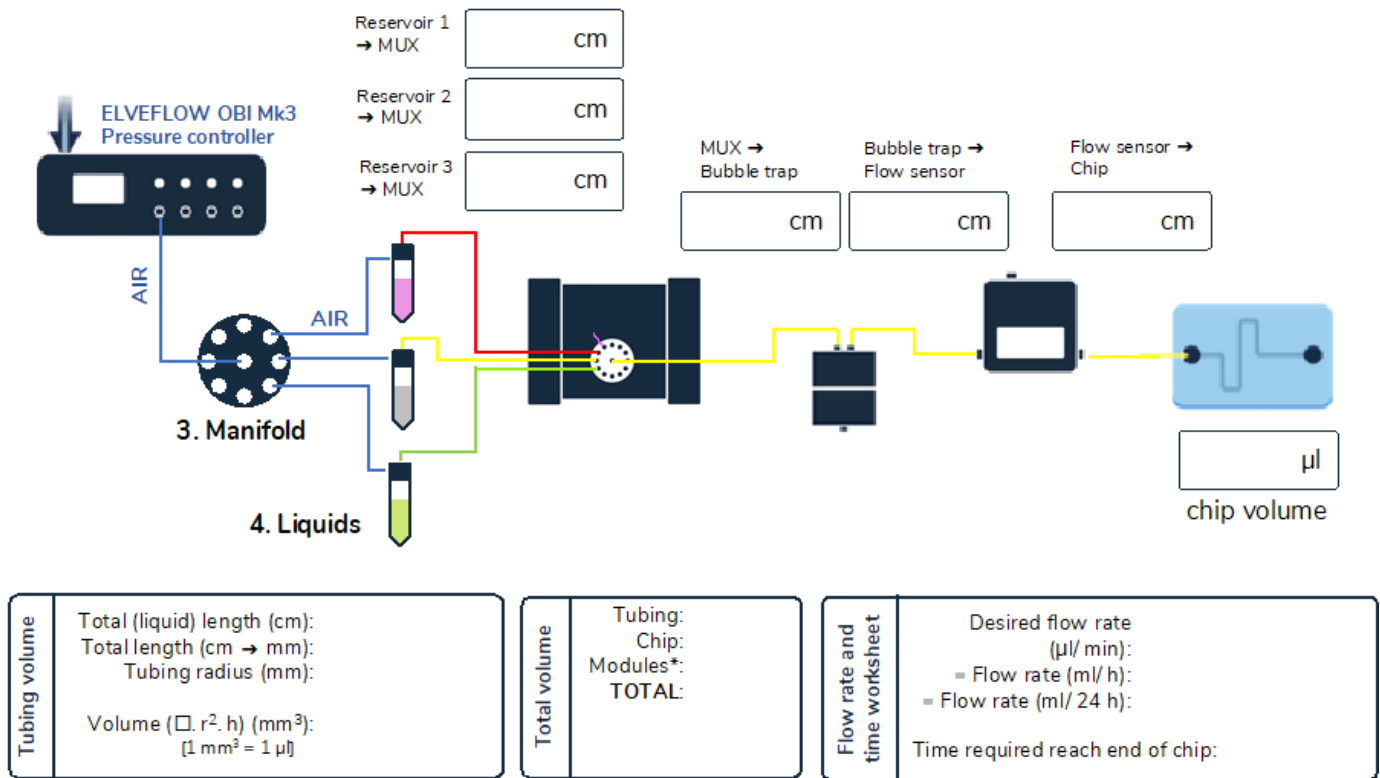 Reservoir 1
➔ MUX
cm
Reservoir 2
➔ MUX
cm
Reservoir 3
➔ MUX
cm
ELVEFLOW OBI Mk3
Pressure controller
MUX ➔
Bubble trap
cm
Bubble trap ➔
Flow sensor
cm
Flow sensor ➔
Chip
cm
AIR
AIR
3. Manifold
4. Liquids
µl
chip volume
Tubing volume
Total (liquid) length (cm):
Total length (cm ➔ mm):
Tubing radius (mm):
Volume (□. r². h) (mm³):
[1 mm³ = 1 µl]
Total volume
Tubing:
Chip:
Modules*:
TOTAL:
Flow rate and
time worksheet
Desired flow rate
(µl/ min):
= Flow rate (ml/ h):
= Flow rate (ml/ 24 h):
Time required reach end of chip: